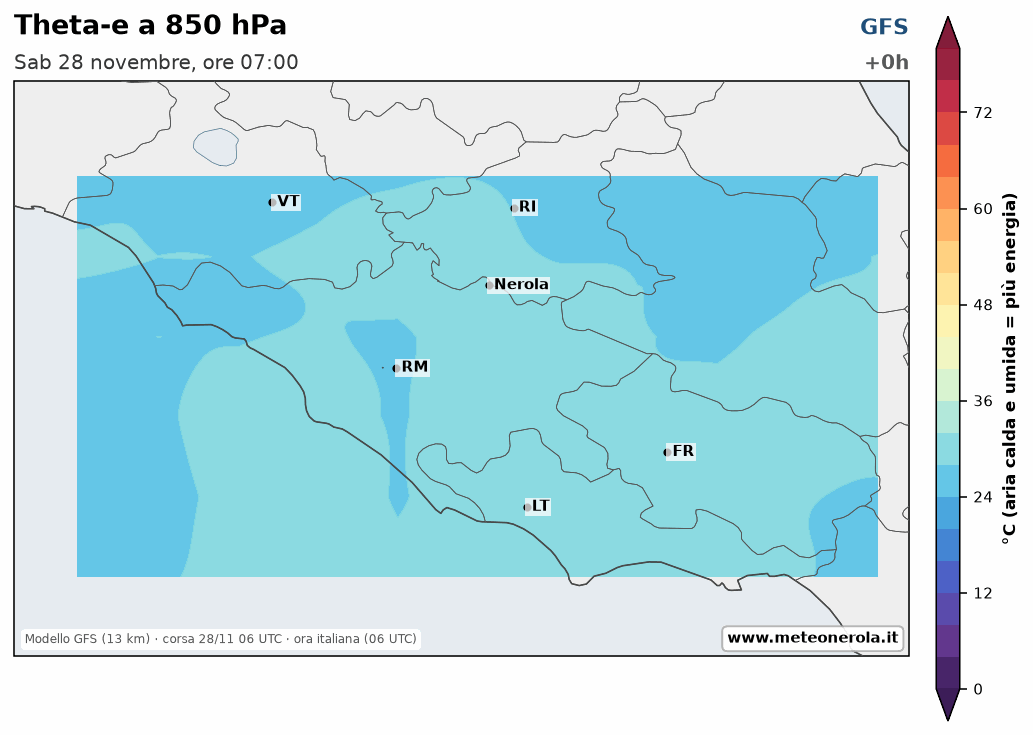 Theta-e a 850 hPa
GFS
Sab 28 novembre, ore 07:00
+0h
VT
RI
Nerola
RM
FR
LT
72
60
48
36
24
12
0
°C (aria calda e umida = più energia)
Modello GFS (13 km) · corsa 28/11 06 UTC · ora italiana (06 UTC)
www.meteonerola.it